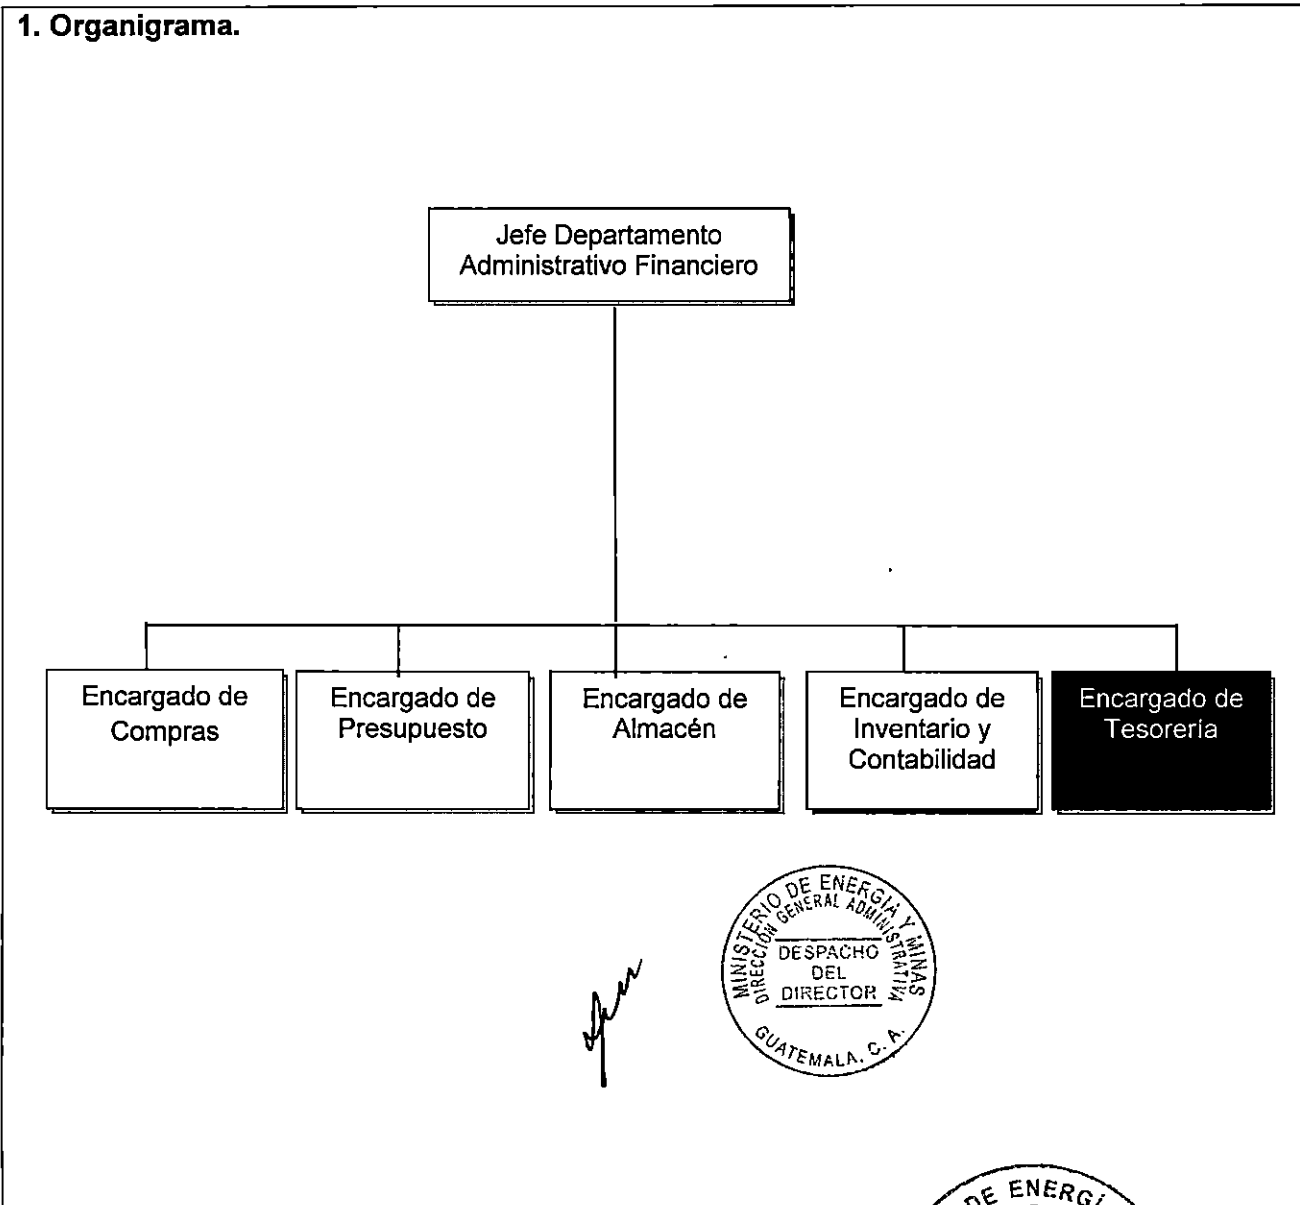 1. Organigrama.
Jefe Departamento
Administrativo Financiero
Encargado de
Compras
Encargado de
Presupuesto
Encargado de
Almacén
Encargado de
Inventario y
Contabilidad
Encargado de
Tesorería
MINISTERIO DE ENERGIA Y MINAS
DIRECCIÓN GENERAL ADMINISTRATIVA
DESPACHO
DEL
DIRECTOR
GUATEMALA, C. A.
DE ENERGÍ